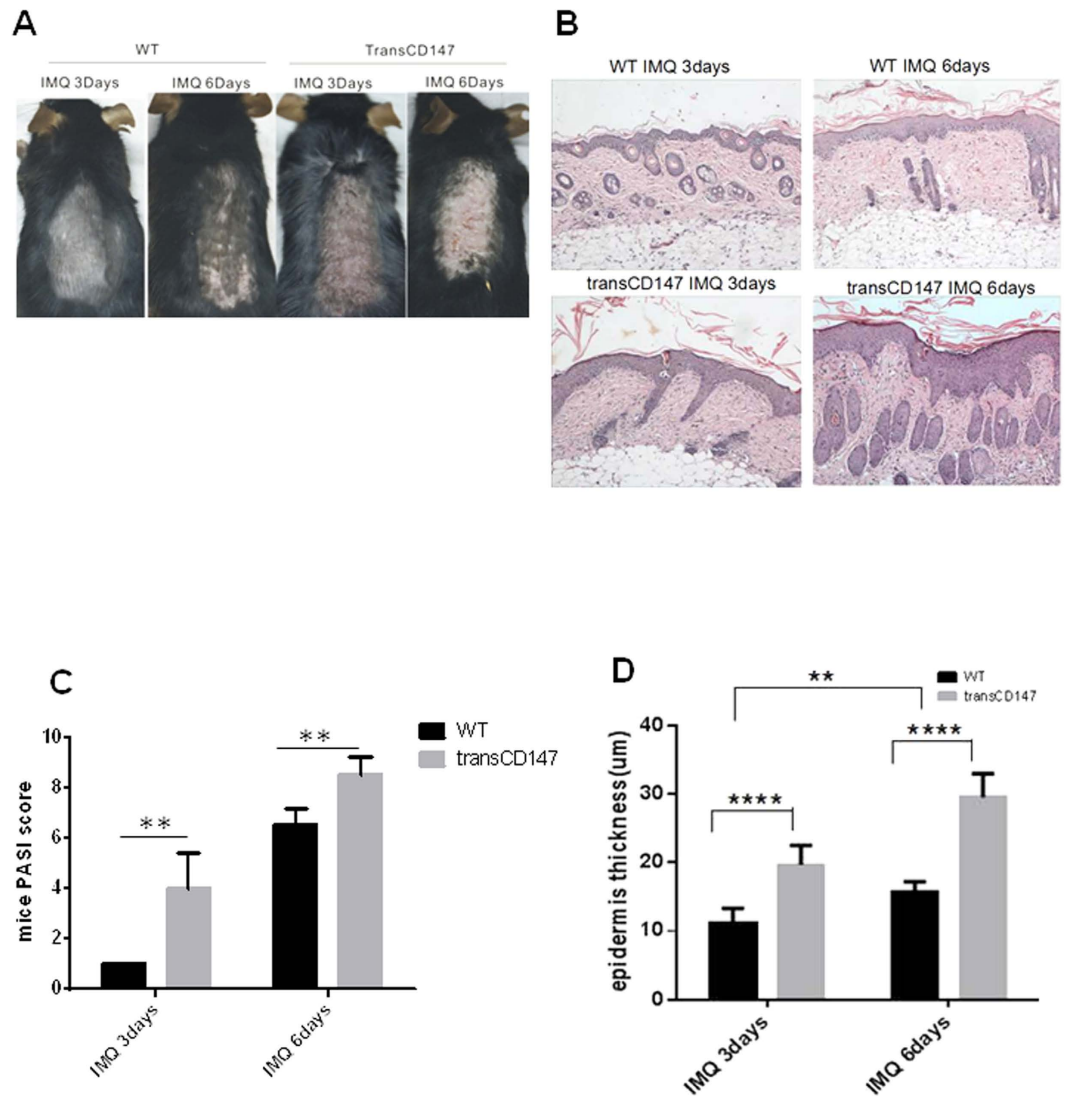 A
WT
TransCD147
IMQ 3Days
IMQ 6Days
IMQ 3Days
IMQ 6Days
B
WT IMQ 3days
WT IMQ 6days
transCD147 IMQ 3days
transCD147 IMQ 6days
C
WT
transCD147
mice PASI score
10
8
6
4
2
0
**
**
IMQ 3days
IMQ 6days
D
WT
transCD147
epidermis thickness(um)
40
30
20
10
0
**
****
****
IMQ 3days
IMQ 6days